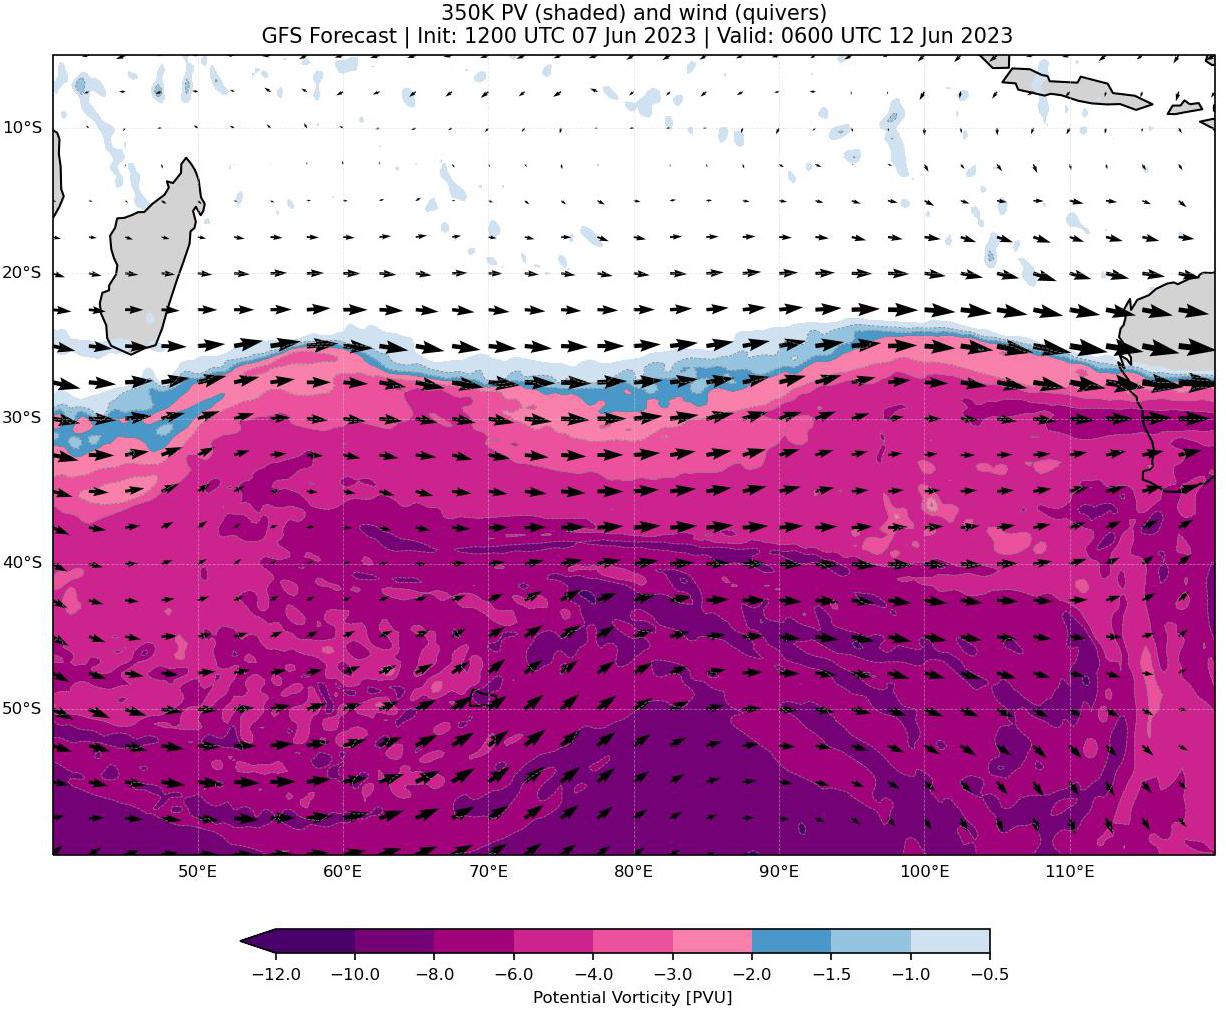 350K PV (shaded) and wind (quivers)
GFS Forecast | Init: 1200 UTC 07 Jun 2023 | Valid: 0600 UTC 12 Jun 2023
10°S
20°S
30°S
40°S
50°S
50°E 60°E 70°E 80°E 90°E 100°E 110°E
−12.0 −10.0 −8.0 −6.0 −4.0 −3.0 −2.0 −1.5 −1.0 −0.5
Potential Vorticity [PVU]